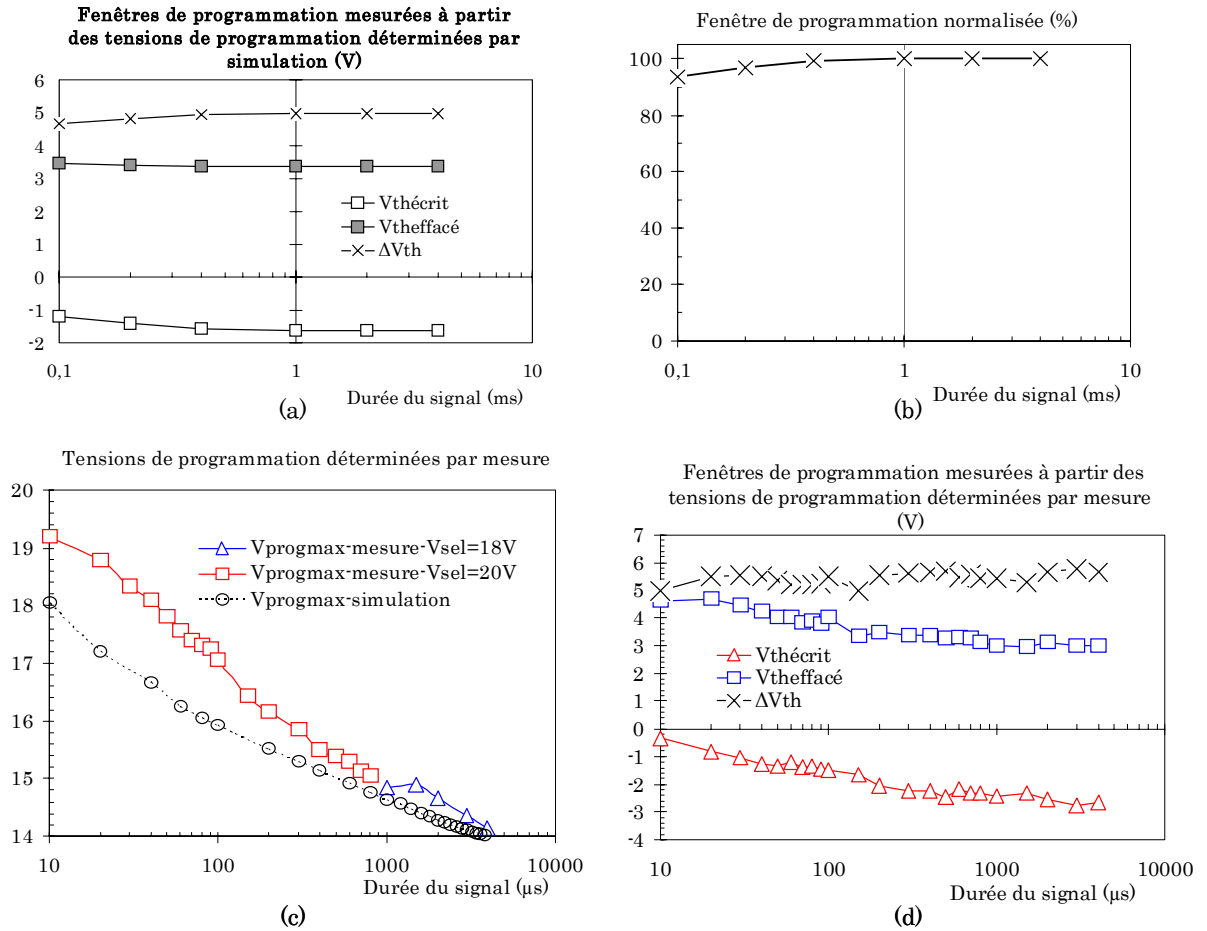 Fenêtres de programmation mesurées à partir
des tensions de programmation déterminées par
simulation (V)
6
5
4
3
2
1
0
-1
-2
0,1
1
10
Durée du signal (ms)
Vthécrit
Vtheffacé
ΔVth
(a)
Fenêtre de programmation normalisée (%)
100
80
60
40
20
0
0,1
1
10
Durée du signal (ms)
(b)
Tensions de programmation déterminées par mesure
20
19
18
17
16
15
14
10
100
1000
10000
Durée du signal (µs)
Vprogmax-mesure-Vsel=18V
Vprogmax-mesure-Vsel=20V
Vprogmax-simulation
(c)
Fenêtres de programmation mesurées à partir des
tensions de programmation déterminées par mesure
(V)
7
6
5
4
3
2
1
0
-1
-2
-3
-4
10
100
1000
10000
Durée du signal (µs)
Vthécrit
Vtheffacé
ΔVth
(d)